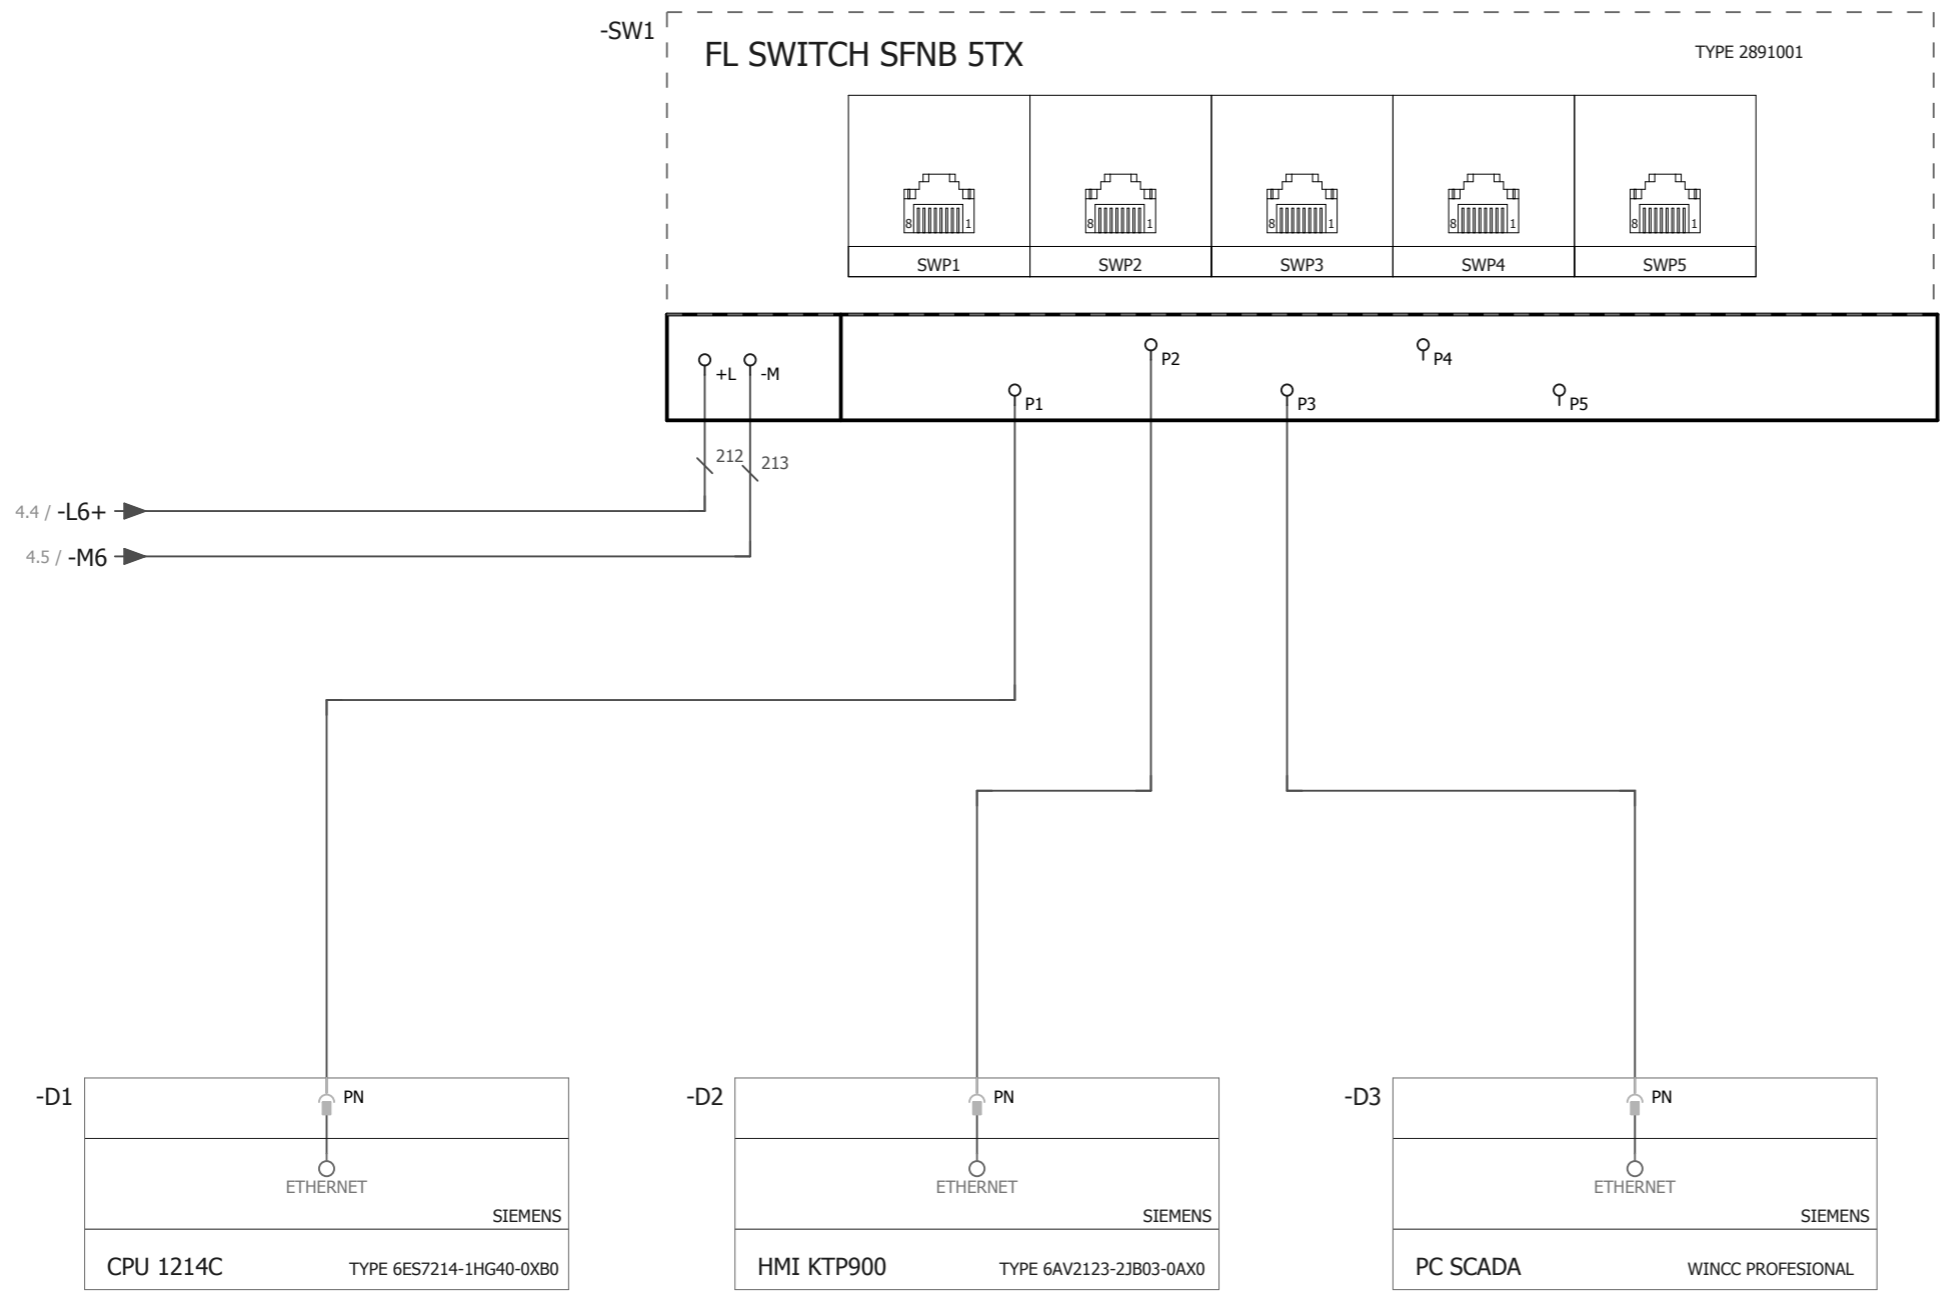 -SW1
FL SWITCH SFNB 5TX
TYPE 2891001
8 1
8 1
8 1
8 1
8 1
SWP1
SWP2
SWP3
SWP4
SWP5
+L
-M
P1
P2
P3
P4
P5
212
213
4.4 / -L6+
4.5 / -M6
-D1
PN
ETHERNET
SIEMENS
CPU 1214C
TYPE 6ES7214-1HG40-0XB0
-D2
PN
ETHERNET
SIEMENS
HMI KTP900
TYPE 6AV2123-2JB03-0AX0
-D3
PN
ETHERNET
SIEMENS
PC SCADA
WINCC PROFESIONAL